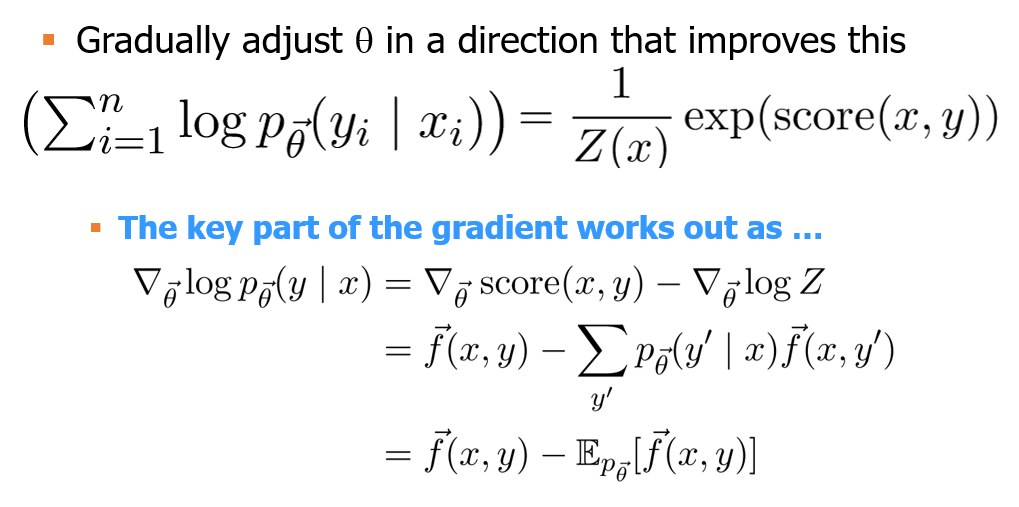 ▪ Gradually adjust θ in a direction that improves this
$\left(\sum_{i=1}^{n} \log p_{\vec{\theta}}(y_i \mid x_i)\right) = \frac{1}{Z(x)} \exp(\text{score}(x, y))$
▪ The key part of the gradient works out as ...
$\nabla_{\vec{\theta}} \log p_{\vec{\theta}}(y \mid x) = \nabla_{\vec{\theta}} \, \text{score}(x, y) - \nabla_{\vec{\theta}} \log Z$
$= \vec{f}(x, y) - \sum_{y'} p_{\vec{\theta}}(y' \mid x) \vec{f}(x, y')$
$= \vec{f}(x, y) - \mathbb{E}_{p_{\vec{\theta}}}[\vec{f}(x, y)]$